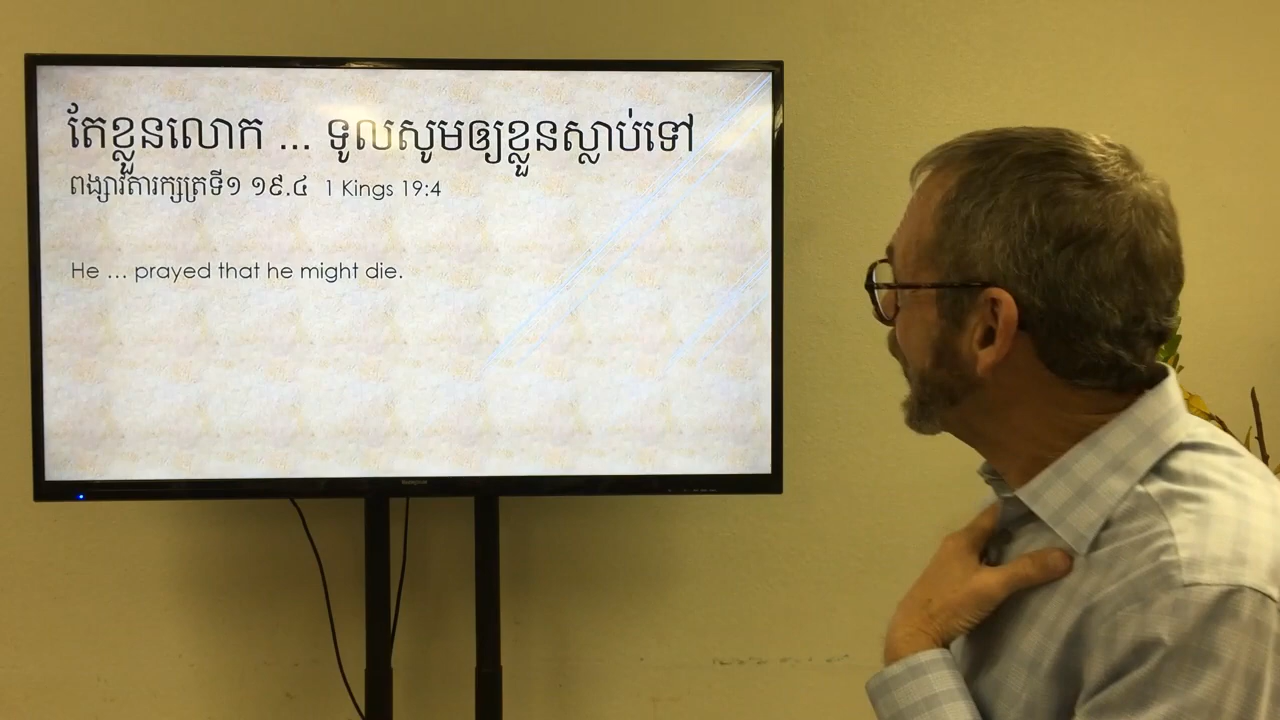 តែខ្លួនលោក ... ទូលសូមឲ្យខ្លួនស្លាប់ទៅ
ពង្សាវតារក្សត្រទី១ ១៩.៤ 1 Kings 19:4
He ... prayed that he might die.